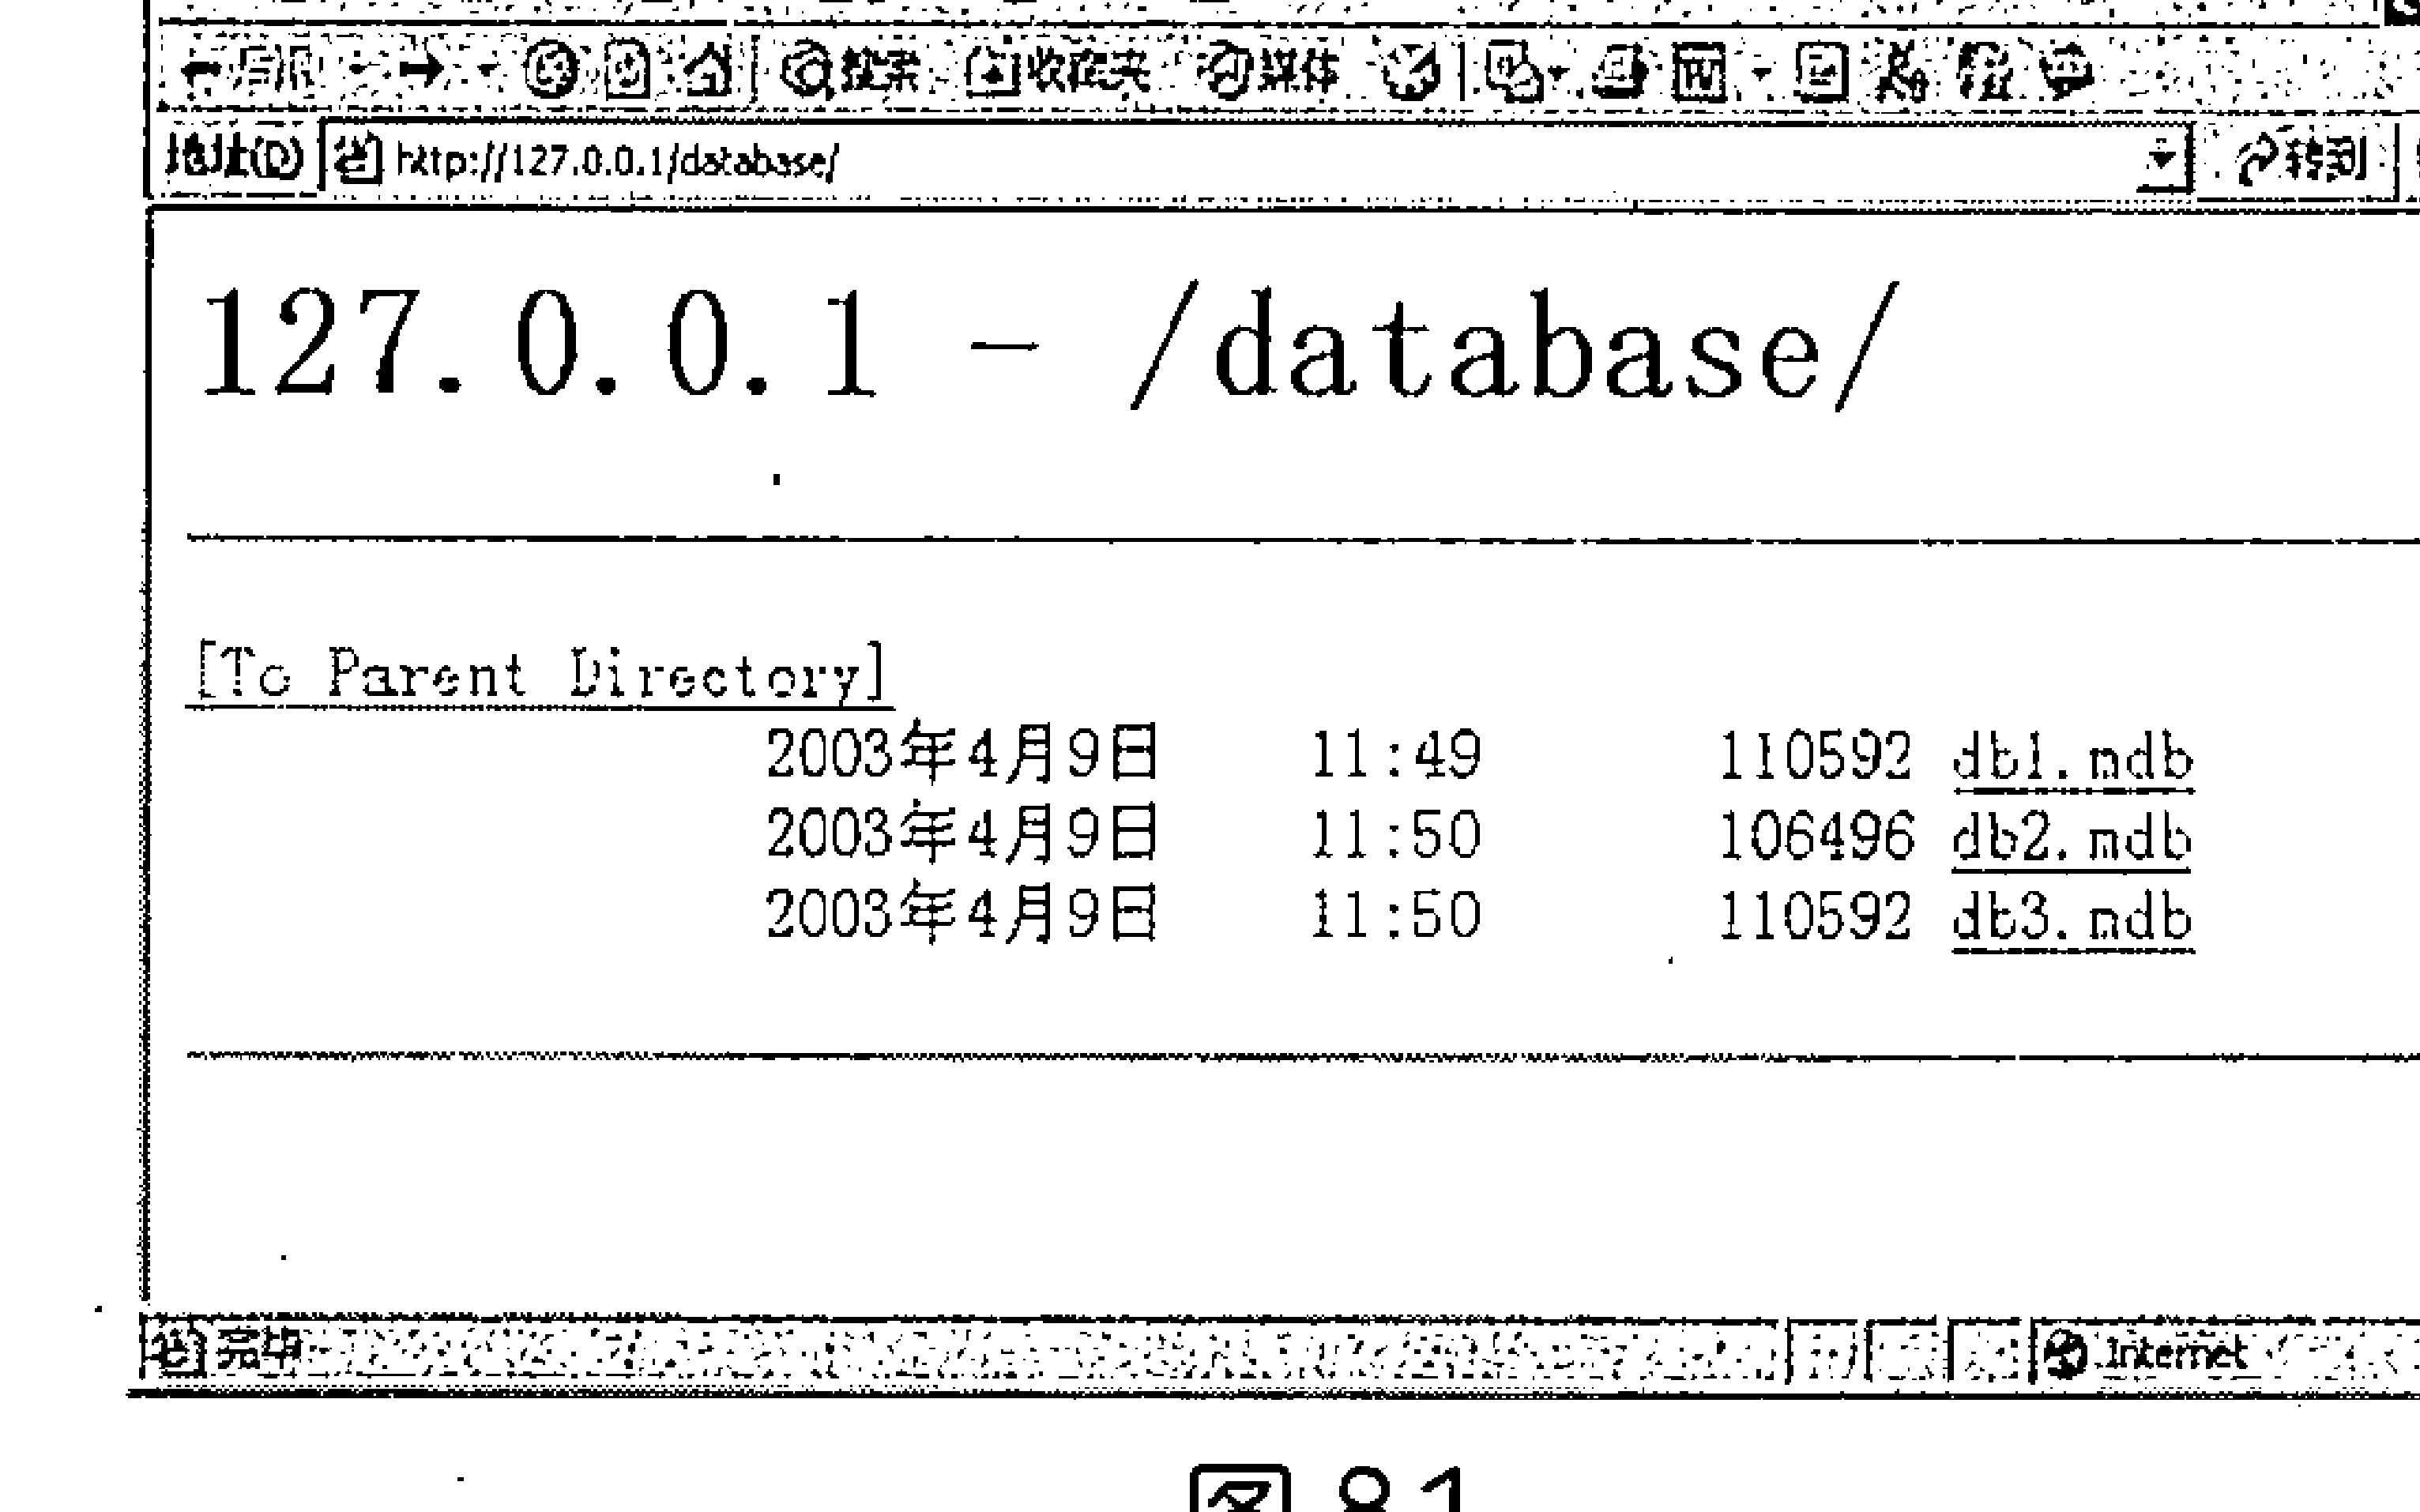 后退 搜索 收藏夹 媒体
地址(D) http://127.0.0.1/database/ 转到
127.0.0.1 - /database/
[To Parent Directory]
2003年4月9日 11:49 110592 db1.mdb
2003年4月9日 11:50 106496 db2.mdb
2003年4月9日 11:50 110592 db3.mdb
完毕 Internet
图 81